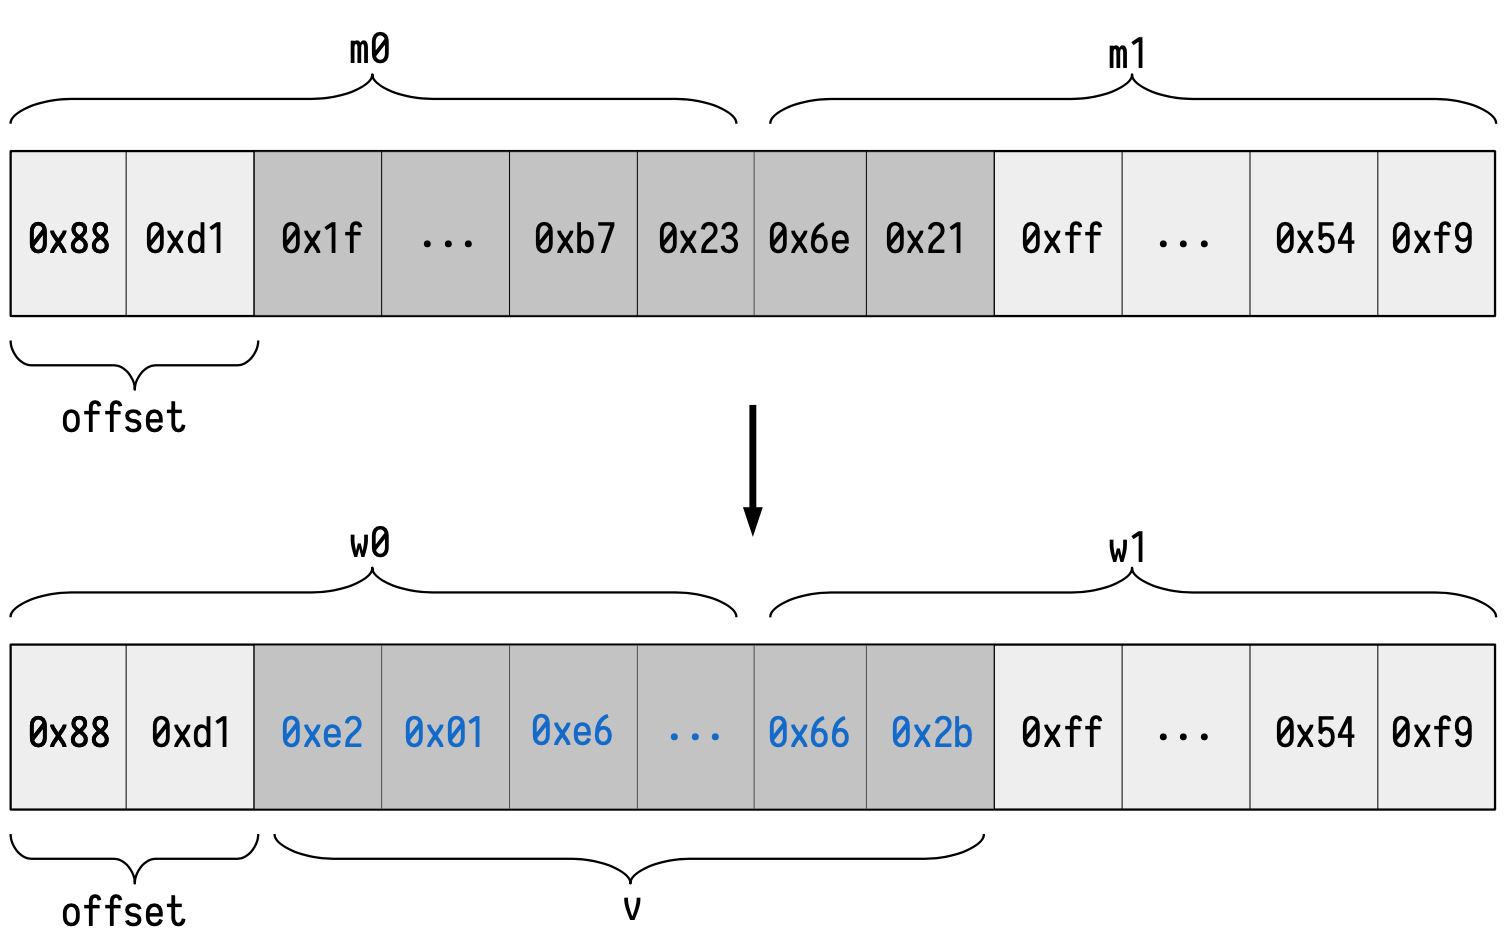 m0 m1
0x88 0xd1 0x1f ... 0xb7 0x23 0x6e 0x21 0xff ... 0x54 0xf9
offset
w0 w1
0x88 0xd1 0xe2 0x01 0xe6 ... 0x66 0x2b 0xff ... 0x54 0xf9
offset v